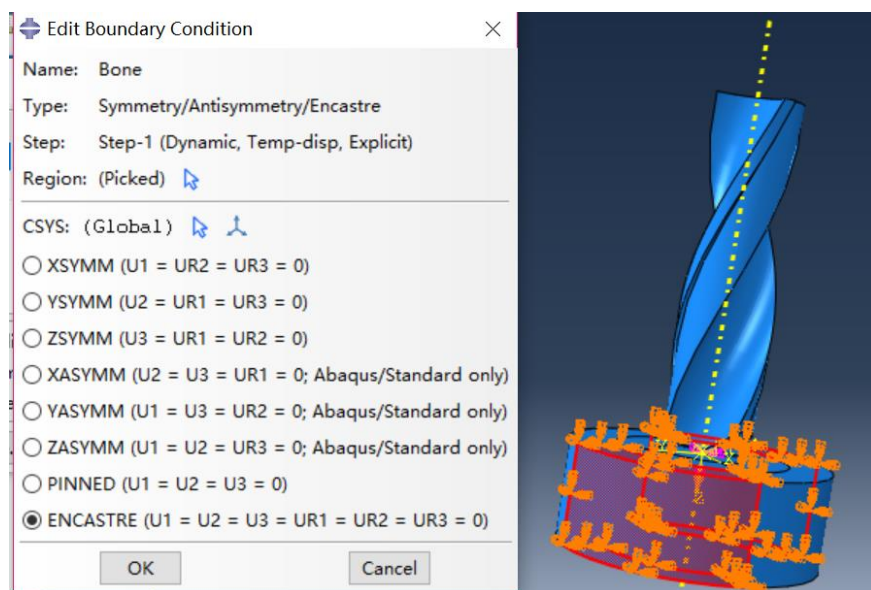 Edit Boundary Condition
Name: Bone
Type: Symmetry/Antisymmetry/Encastre
Step: Step-1 (Dynamic, Temp-disp, Explicit)
Region: (Picked)
CSYS: (Global)
XSYMM (U1 = UR2 = UR3 = 0)
YSYMM (U2 = UR1 = UR3 = 0)
ZSYMM (U3 = UR1 = UR2 = 0)
XASYMM (U2 = U3 = UR1 = 0; Abaqus/Standard only)
YASYMM (U1 = U3 = UR2 = 0; Abaqus/Standard only)
ZASYMM (U1 = U2 = UR3 = 0; Abaqus/Standard only)
PINNED (U1 = U2 = U3 = 0)
ENCASTRE (U1 = U2 = U3 = UR1 = UR2 = UR3 = 0)
OK Cancel